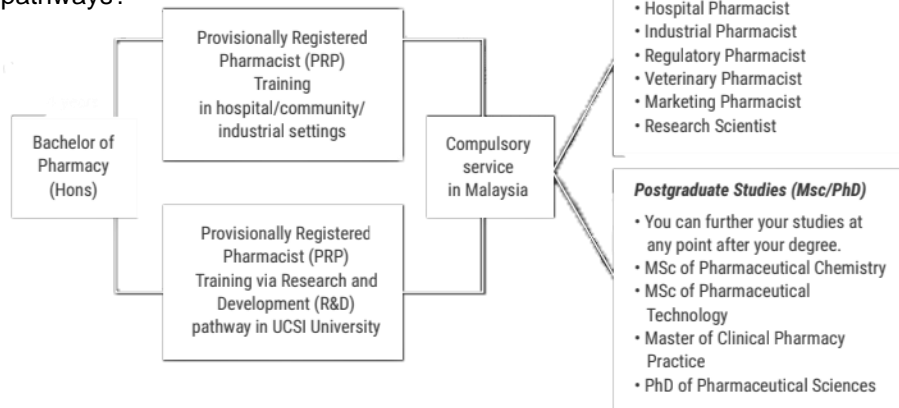 pathways?
Provisionally Registered
Pharmacist (PRP)
Training
in hospital/community/
industrial settings
Bachelor of
Pharmacy
(Hons)
Provisionally Registered
Pharmacist (PRP)
Training via Research and
Development (R&D)
pathway in UCSI University
Compulsory
service
in Malaysia
• Hospital Pharmacist
• Industrial Pharmacist
• Regulatory Pharmacist
• Veterinary Pharmacist
• Marketing Pharmacist
• Research Scientist
Postgraduate Studies (Msc/PhD)
• You can further your studies at
any point after your degree.
• MSc of Pharmaceutical Chemistry
• MSc of Pharmaceutical
Technology
• Master of Clinical Pharmacy
Practice
• PhD of Pharmaceutical Sciences